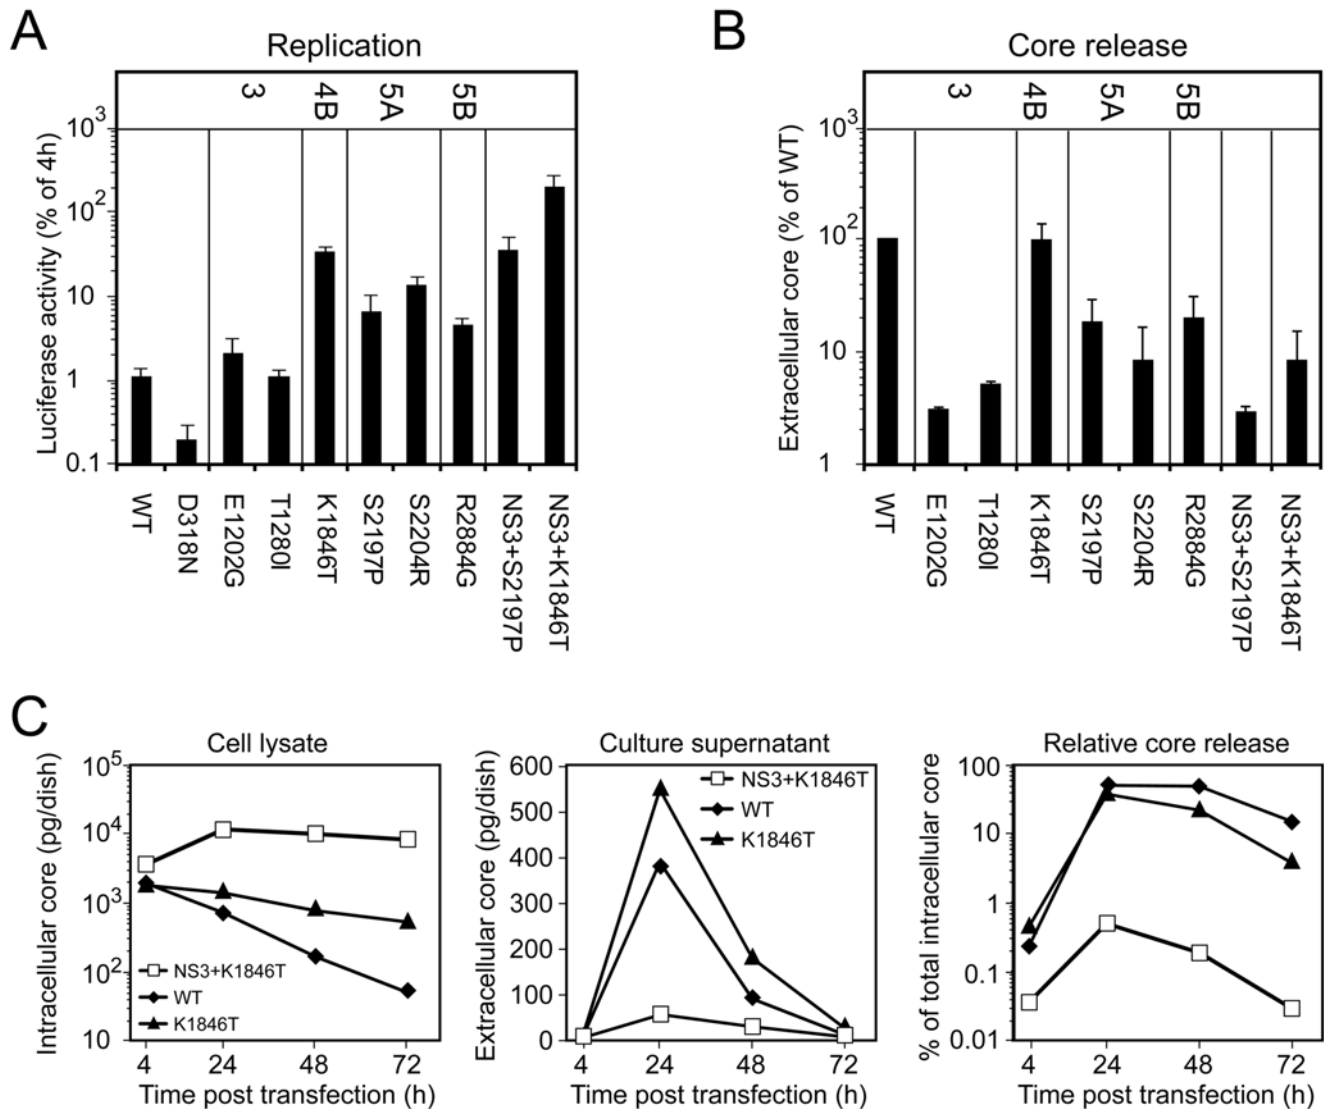 A
Replication
3 4B 5A 5B
Luciferase activity (% of 4h)
10³
10²
10
1
0.1
WT D318N E1202G T1280I K1846T S2197P S2204R R2884G NS3+S2197P NS3+K1846T
B
Core release
3 4B 5A 5B
Extracellular core (% of WT)
10³
10²
10
1
WT E1202G T1280I K1846T S2197P S2204R R2884G NS3+S2197P NS3+K1846T
C
Cell lysate
Intracellular core (pg/dish)
10⁵
10⁴
10³
10²
10
NS3+K1846T
WT
K1846T
4 24 48 72
Time post transfection (h)
Culture supernatant
Extracellular core (pg/dish)
600
500
400
300
200
100
0
NS3+K1846T
WT
K1846T
4 24 48 72
Time post transfection (h)
Relative core release
% of total intracellular core
100
10
1
0.1
0.01
4 24 48 72
Time post transfection (h)